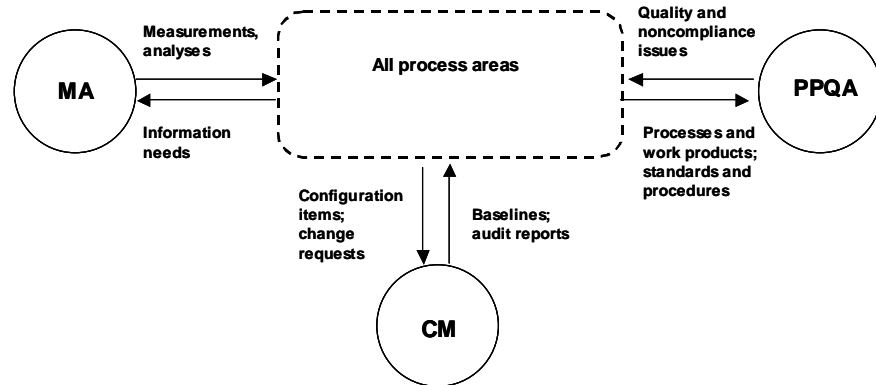 Measurements,
analyses
MA
Information
needs
All process areas
Quality and
noncompliance
issues
PPQA
Processes and
work products;
standards and
procedures
Configuration
items;
change
requests
Baselines;
audit reports
CM